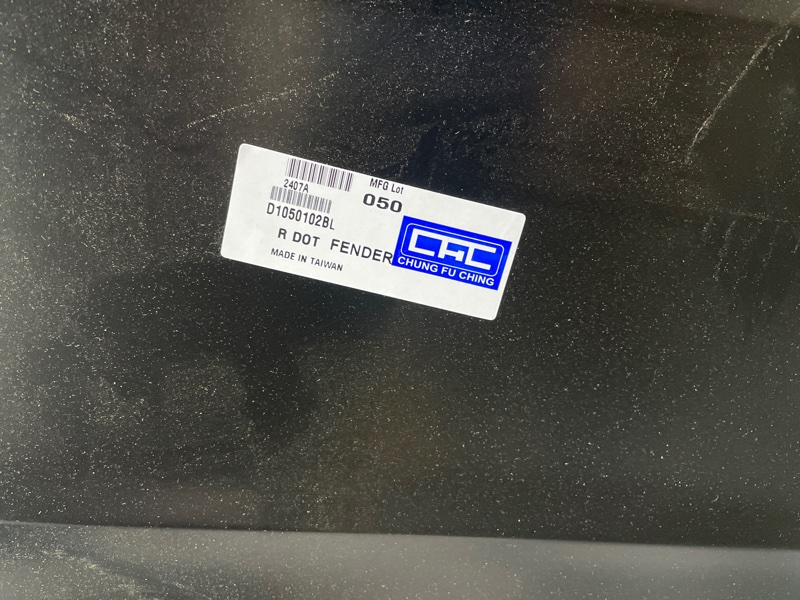 2407A
MFG Lot
050
D1050102BL
R DOT FENDER
MADE IN TAIWAN
CFC
CHUNG FU CHING